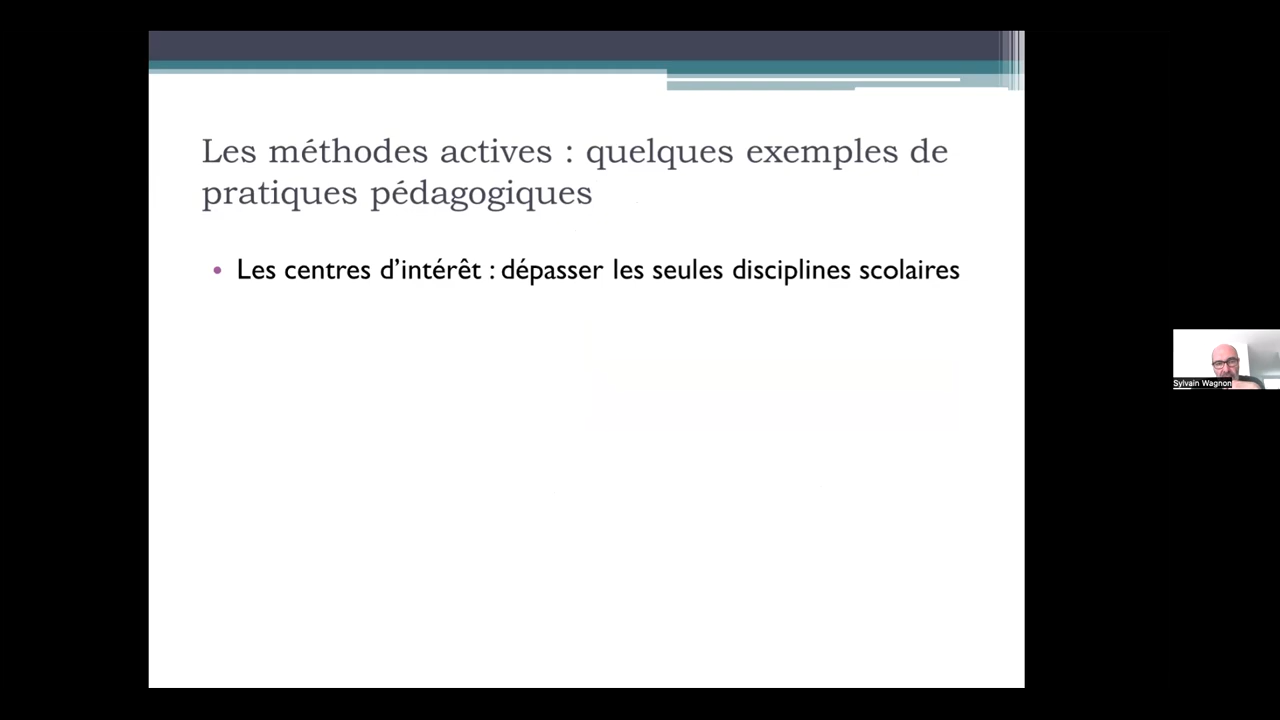 Les méthodes actives : quelques exemples de
pratiques pédagogiques
• Les centres d’intérêt : dépasser les seules disciplines scolaires
Sylvain Wagnon